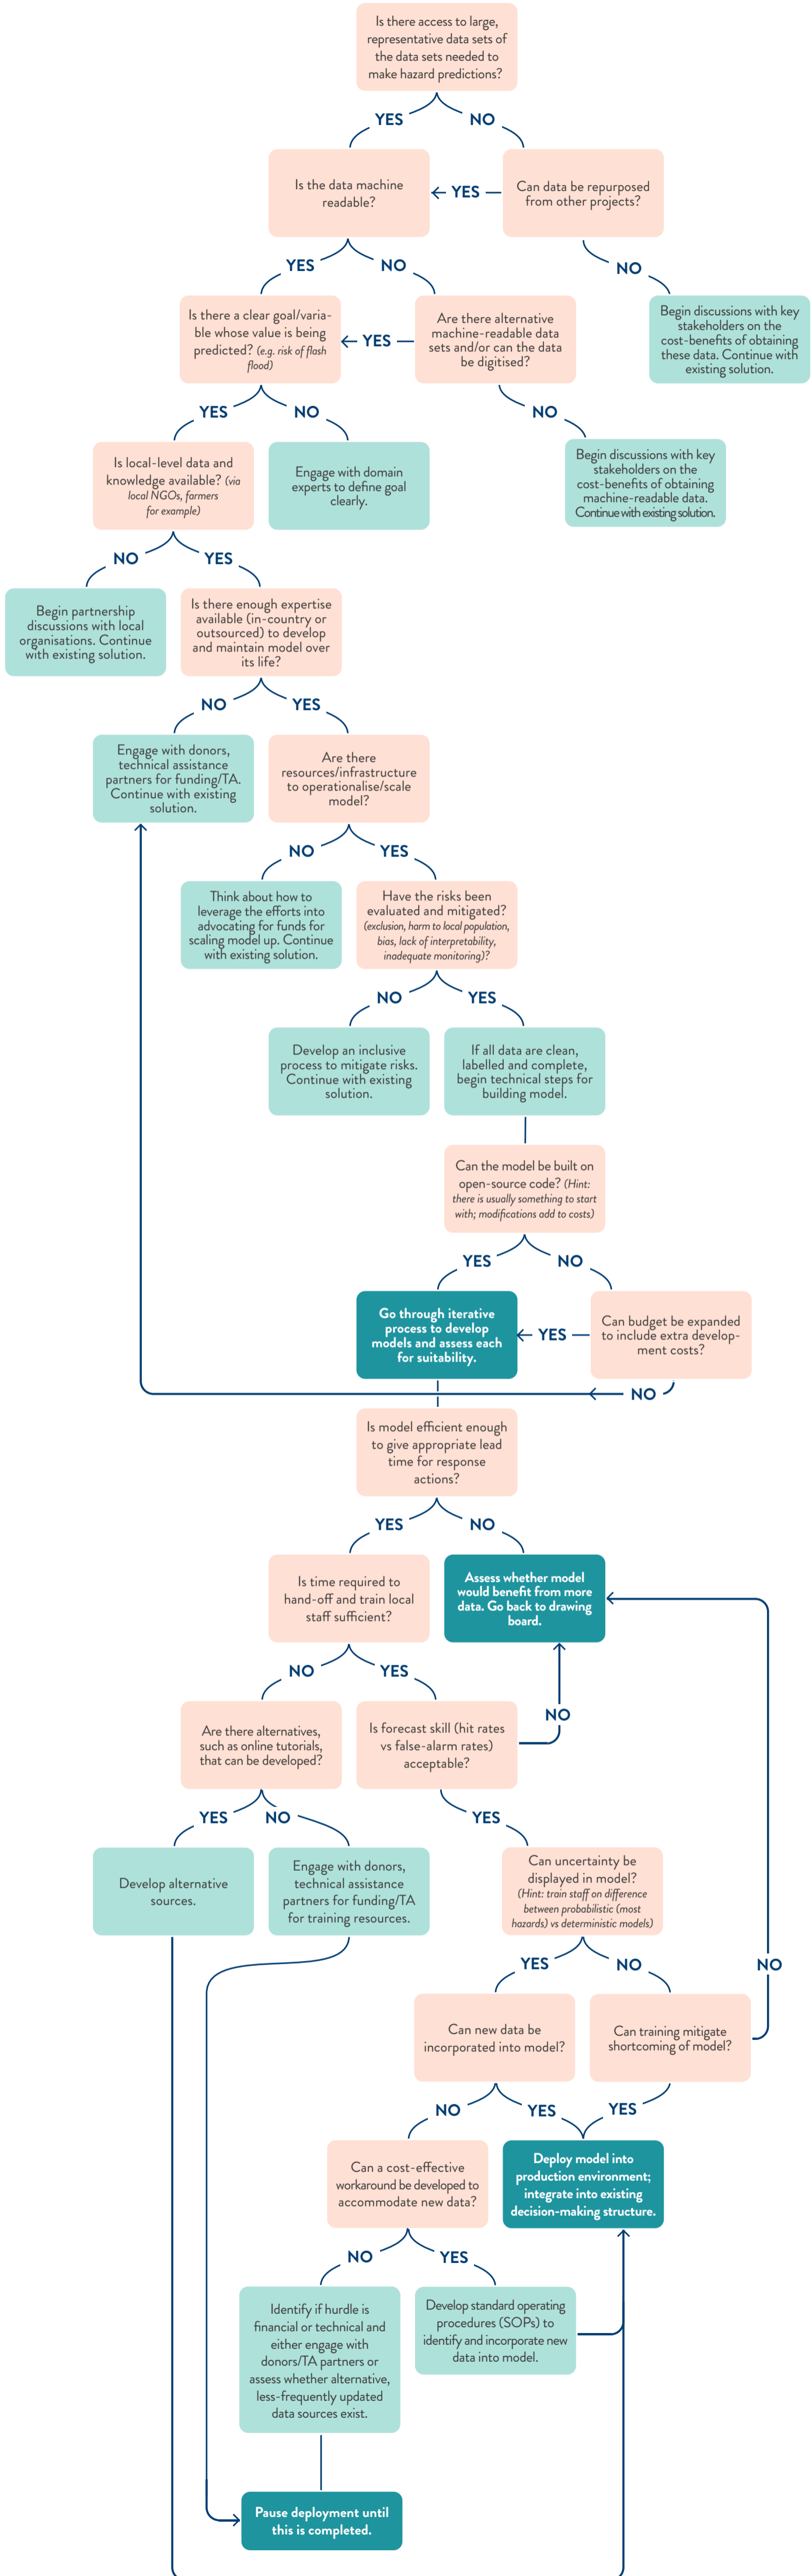 Is there access to large,
representative data sets of
the data sets needed to
make hazard predictions?
YES
NO
Is the data machine
readable?
YES
Can data be repurposed
from other projects?
YES
NO
NO
Is there a clear goal/varia-
ble whose value is being
predicted? (e.g. risk of flash
flood)
YES
Are there alternative
machine-readable data
sets and/or can the data
be digitised?
Begin discussions with key
stakeholders on the
cost-benefits of obtaining
these data. Continue with
existing solution.
YES
NO
NO
Is local-level data and
knowledge available? (via
local NGOs, farmers
for example)
Engage with domain
experts to define goal
clearly.
Begin discussions with key
stakeholders on the
cost-benefits of obtaining
machine-readable data.
Continue with existing solution.
NO
YES
Begin partnership
discussions with local
organisations. Continue
with existing solution.
Is there enough expertise
available (in-country or
outsourced) to develop
and maintain model over
its life?
NO
YES
Engage with donors,
technical assistance
partners for funding/TA.
Continue with existing
solution.
Are there
resources/infrastructure
to operationalise/scale
model?
NO
YES
Think about how to
leverage the efforts into
advocating for funds for
scaling model up. Continue
with existing solution.
Have the risks been
evaluated and mitigated?
(exclusion, harm to local population,
bias, lack of interpretability,
inadequate monitoring)?
NO
YES
Develop an inclusive
process to mitigate risks.
Continue with existing
solution.
If all data are clean,
labelled and complete,
begin technical steps for
building model.
Can the model be built on
open-source code? (Hint:
there is usually something to start
with; modifications add to costs)
YES
NO
Go through iterative
process to develop
models and assess each
for suitability.
YES
Can budget be expanded
to include extra develop-
ment costs?
NO
Is model efficient enough
to give appropriate lead
time for response
actions?
YES
NO
Is time required to
hand-off and train local
staff sufficient?
Assess whether model
would benefit from more
data. Go back to drawing
board.
NO
YES
NO
Are there alternatives,
such as online tutorials,
that can be developed?
Is forecast skill (hit rates
vs false-alarm rates)
acceptable?
YES
NO
YES
Develop alternative
sources.
Engage with donors,
technical assistance
partners for funding/TA
for training resources.
Can uncertainty be
displayed in model?
(Hint: train staff on difference
between probabilistic (most
hazards) vs deterministic models)
YES
NO
NO
Can new data be
incorporated into model?
Can training mitigate
shortcoming of model?
NO
YES
YES
Can a cost-effective
workaround be developed to
accommodate new data?
Deploy model into
production environment;
integrate into existing
decision-making structure.
NO
YES
Identify if hurdle is
financial or technical and
either engage with
donors/TA partners or
assess whether alternative,
less-frequently updated
data sources exist.
Develop standard operating
procedures (SOPs) to
identify and incorporate new
data into model.
Pause deployment until
this is completed.